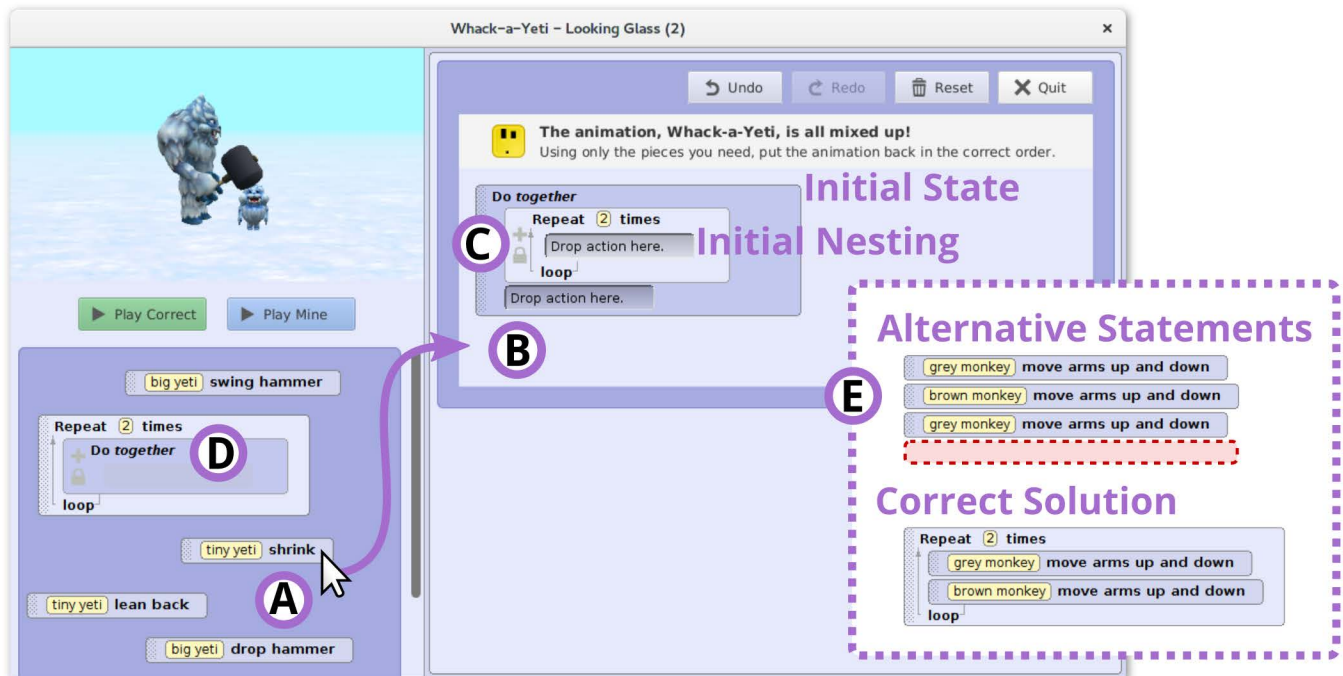 Whack-a-Yeti – Looking Glass (2)
×
Undo
Redo
Reset
Quit
The animation, Whack-a-Yeti, is all mixed up!
Using only the pieces you need, put the animation back in the correct order.
Do together
Repeat 2 times
Drop action here.
loop
Drop action here.
Initial State
Initial Nesting
C
B
Play Correct
Play Mine
big yeti swing hammer
Repeat 2 times
Do together
loop
D
tiny yeti shrink
A
tiny yeti lean back
big yeti drop hammer
E
Alternative Statements
grey monkey move arms up and down
brown monkey move arms up and down
grey monkey move arms up and down
Correct Solution
Repeat 2 times
grey monkey move arms up and down
brown monkey move arms up and down
loop